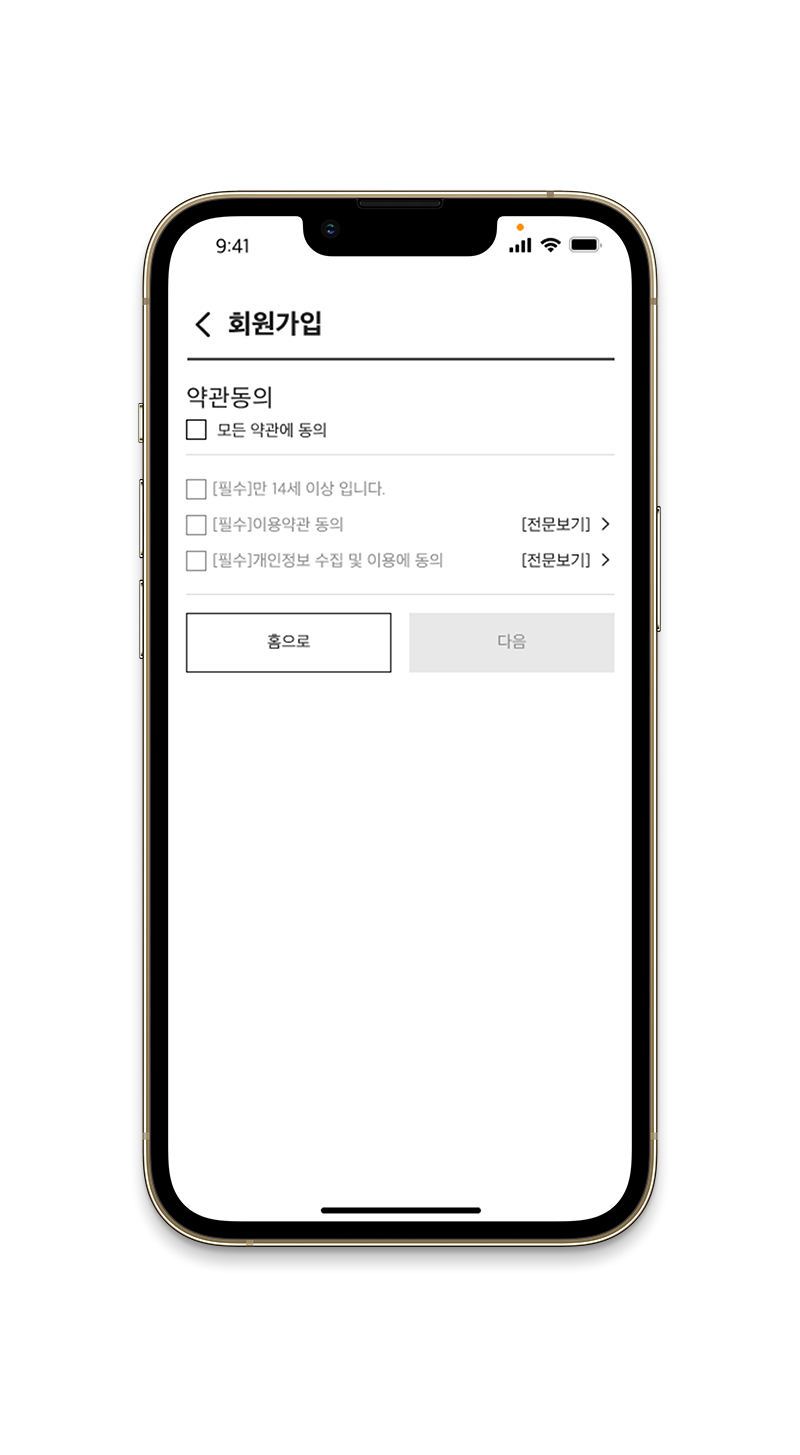 9:41
회원가입
약관동의
모든 약관에 동의
[필수]만 14세 이상 입니다.
[필수]이용약관 동의 [전문보기]
[필수]개인정보 수집 및 이용에 동의 [전문보기]
홈으로 다음